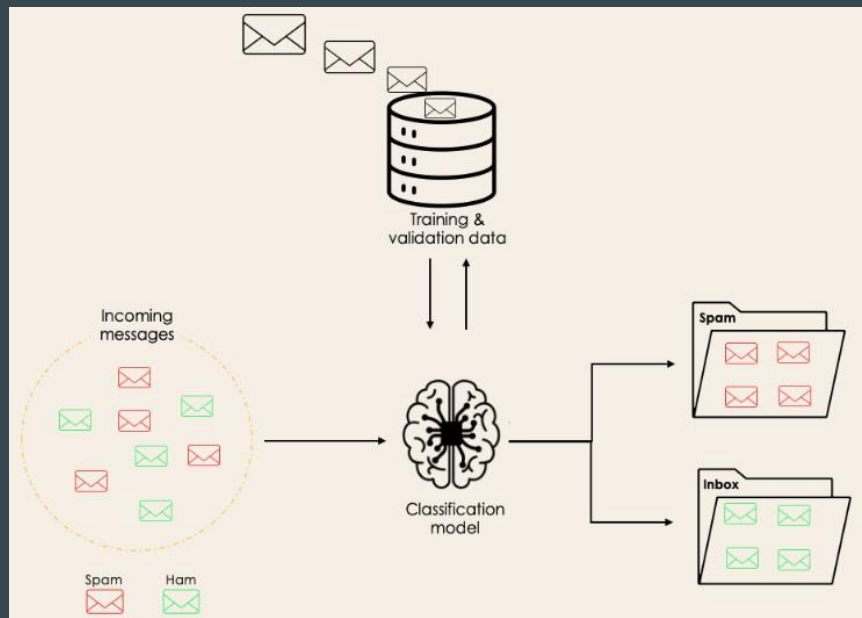 Training &
validation data
Incoming
messages
Spam
Classification
model
Inbox
Spam
Ham